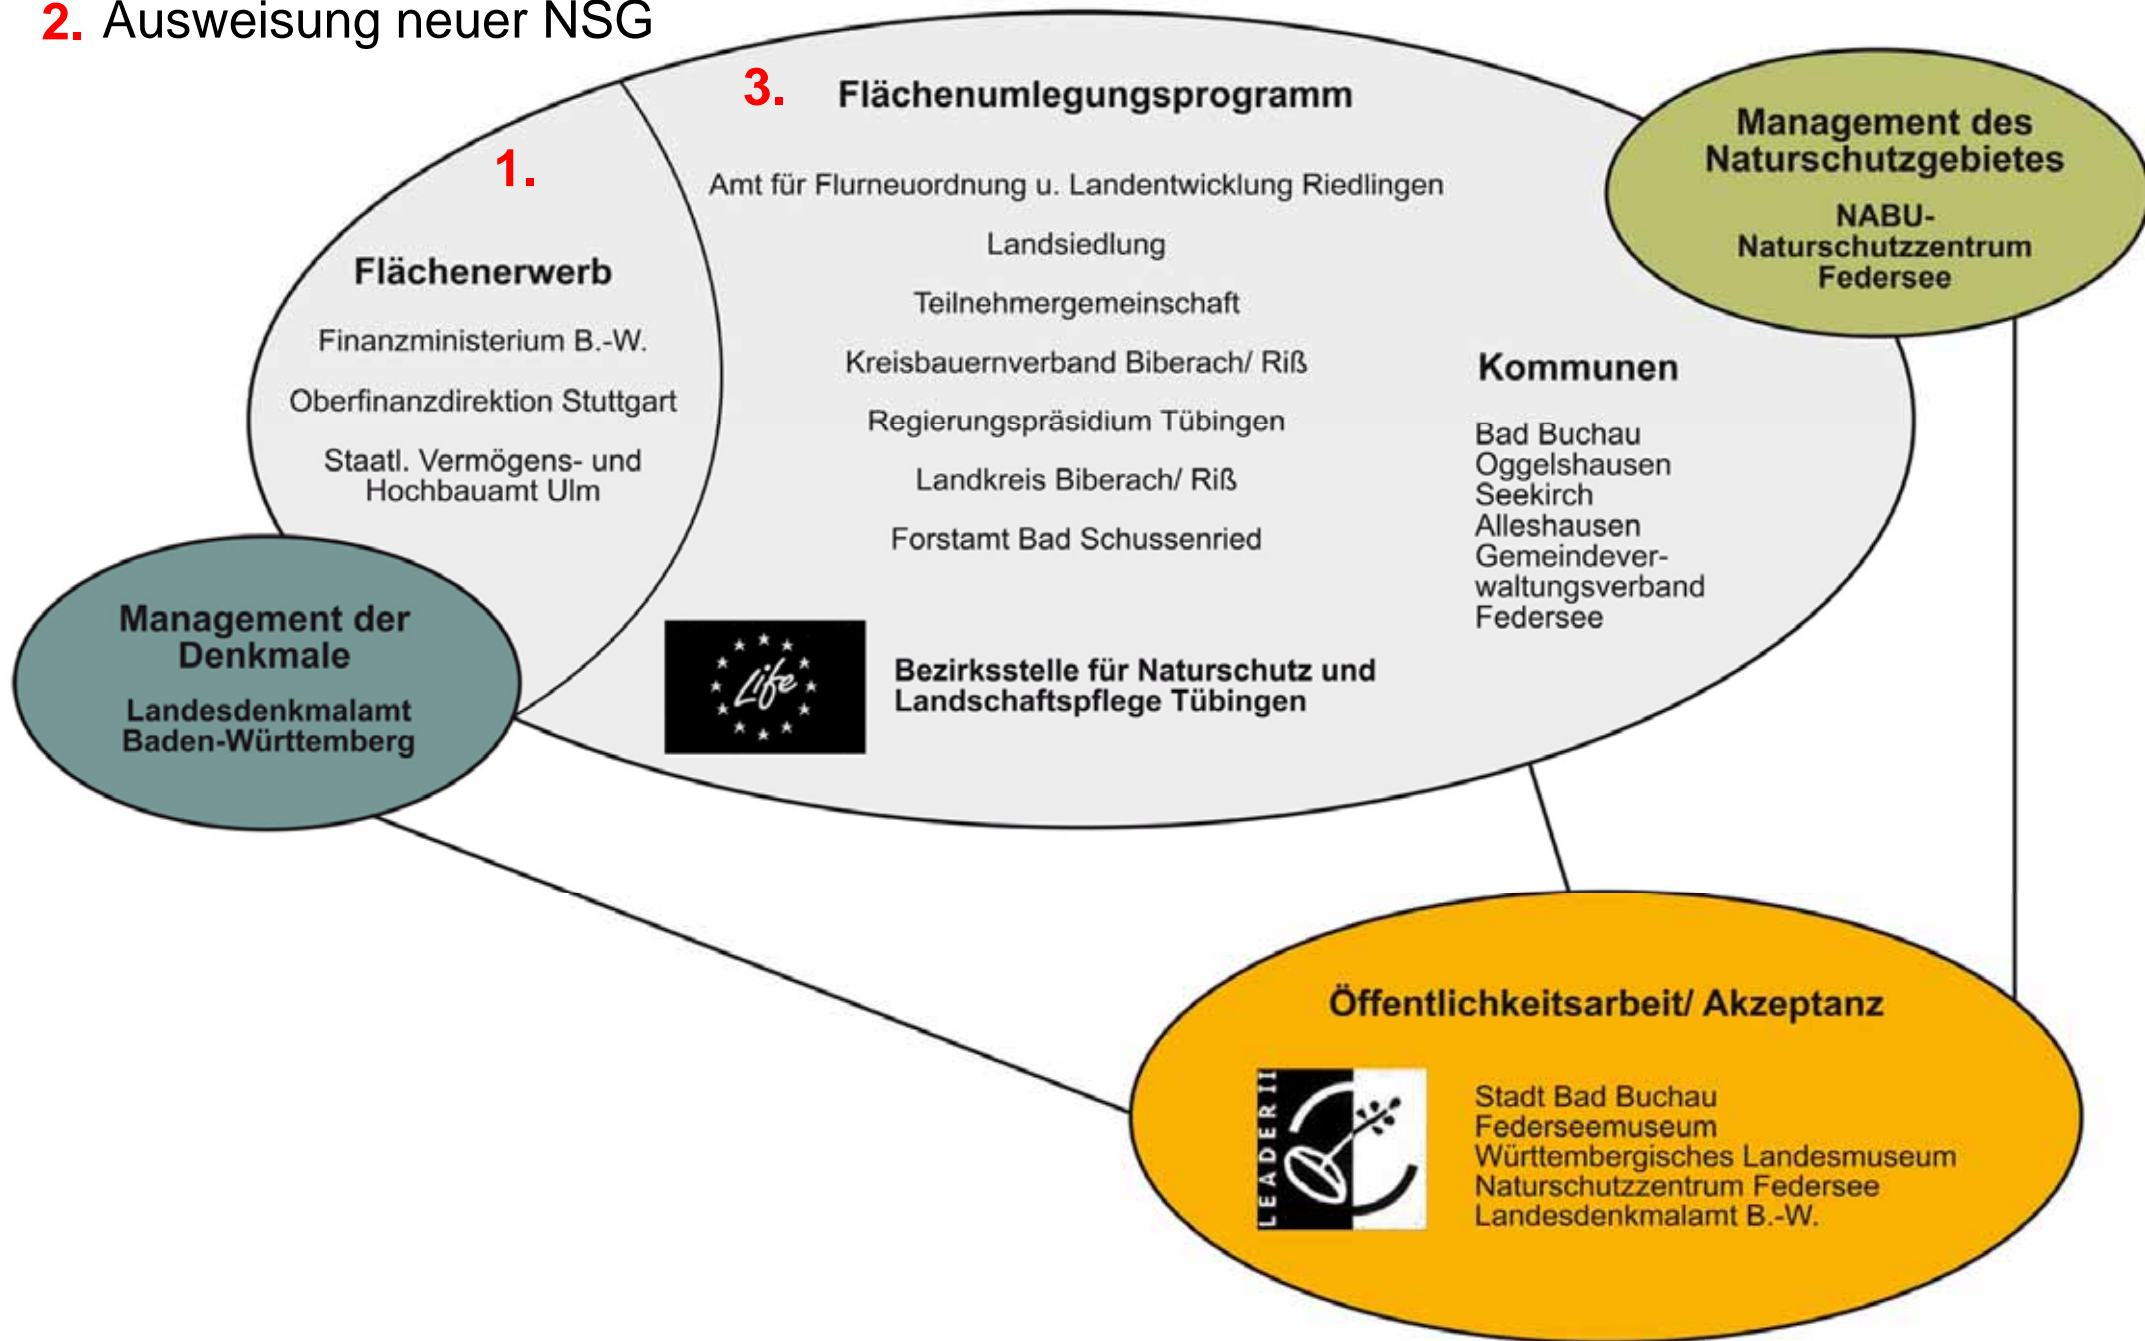 2. Ausweisung neuer NSG
1.
Flächenerwerb
Finanzministerium B.-W.
Oberfinanzdirektion Stuttgart
Staatl. Vermögens- und
Hochbauamt Ulm
3. Flächenumlegungsprogramm
Amt für Flurneuordnung u. Landentwicklung Riedlingen
Landsiedlung
Teilnehmergemeinschaft
Kreisbauernverband Biberach/ Riß
Regierungspräsidium Tübingen
Landkreis Biberach/ Riß
Forstamt Bad Schussenried
Kommunen
Bad Buchau
Oggelshausen
Seekirch
Alleshausen
Gemeindever-
waltungsverband
Federsee
Life
Bezirksstelle für Naturschutz und
Landschaftspflege Tübingen
Management des
Naturschutzgebietes
NABU-
Naturschutzzentrum
Federsee
Management der
Denkmale
Landesdenkmalamt
Baden-Württemberg
Öffentlichkeitsarbeit/ Akzeptanz
LEADER II
Stadt Bad Buchau
Federseemuseum
Württembergisches Landesmuseum
Naturschutzzentrum Federsee
Landesdenkmalamt B.-W.